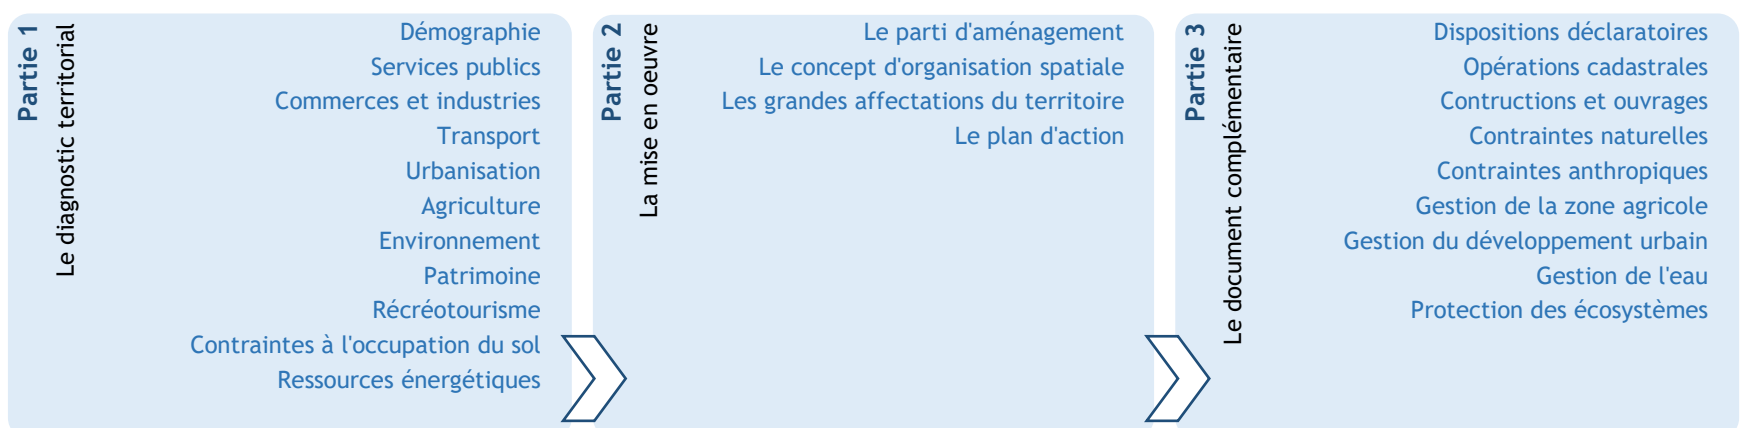 Partie 1
Le diagnostic territorial
Démographie
Services publics
Commerces et industries
Transport
Urbanisation
Agriculture
Environnement
Patrimoine
Récréotourisme
Contraintes à l'occupation du sol
Ressources énergétiques
Partie 2
La mise en oeuvre
Le parti d'aménagement
Le concept d'organisation spatiale
Les grandes affectations du territoire
Le plan d'action
Partie 3
Le document complémentaire
Dispositions déclaratoires
Opérations cadastrales
Contructions et ouvrages
Contraintes naturelles
Contraintes anthropiques
Gestion de la zone agricole
Gestion du développement urbain
Gestion de l'eau
Protection des écosystèmes